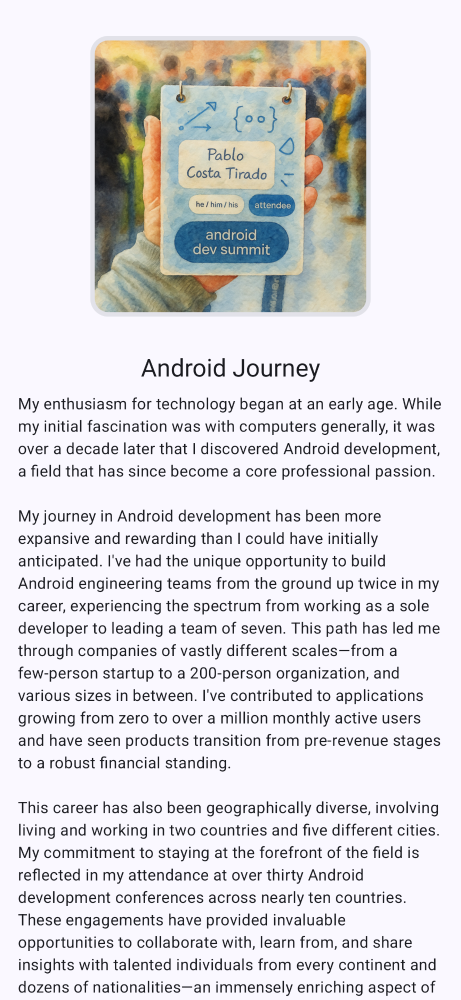 {oo}
Pablo
Costa Tirado
he / him / his
attendee
android
dev summit
Android Journey
My enthusiasm for technology began at an early age. While
my initial fascination was with computers generally, it was
over a decade later that I discovered Android development,
a field that has since become a core professional passion.
My journey in Android development has been more
expansive and rewarding than I could have initially
anticipated. I've had the unique opportunity to build
Android engineering teams from the ground up twice in my
career, experiencing the spectrum from working as a sole
developer to leading a team of seven. This path has led me
through companies of vastly different scales—from a
few-person startup to a 200-person organization, and
various sizes in between. I've contributed to applications
growing from zero to over a million monthly active users
and have seen products transition from pre-revenue stages
to a robust financial standing.
This career has also been geographically diverse, involving
living and working in two countries and five different cities.
My commitment to staying at the forefront of the field is
reflected in my attendance at over thirty Android
development conferences across nearly ten countries.
These engagements have provided invaluable
opportunities to collaborate with, learn from, and share
insights with talented individuals from every continent and
dozens of nationalities—an immensely enriching aspect of